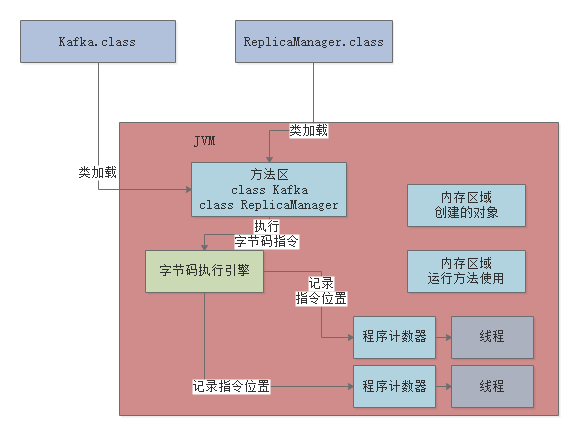 Kafka.class
ReplicaManager.class
类加载
JVM
类加载
方法区
class Kafka
class ReplicaManager
内存区域
创建的对象
执行
字节码指令
字节码执行引擎
内存区域
运行方法使用
记录
指令位置
程序计数器
线程
记录指令位置
程序计数器
线程